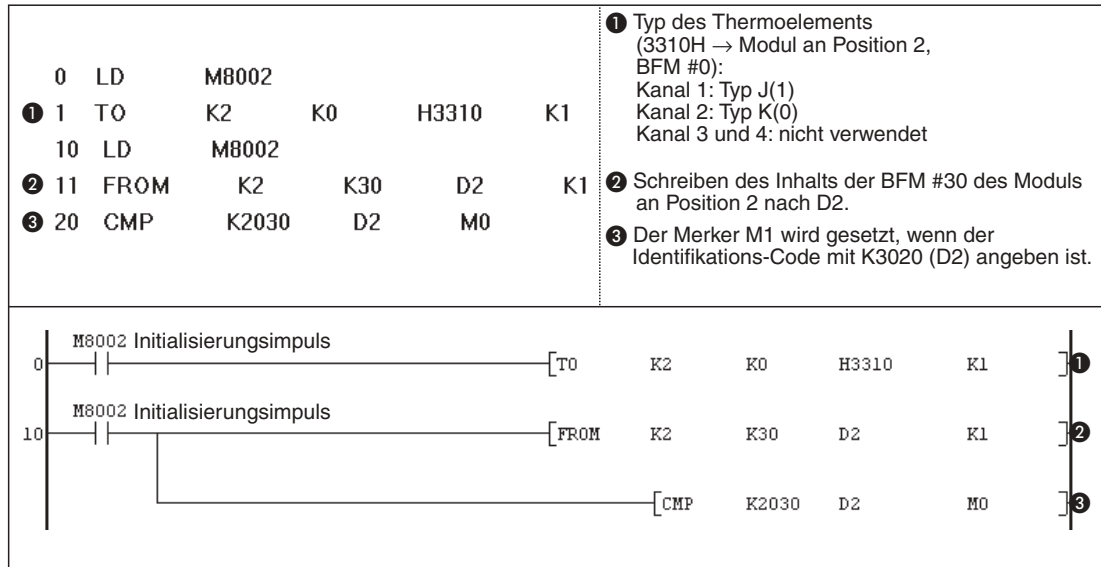 0 LD M8002
❶ 1 TO K2 K0 H3310 K1
10 LD M8002
❷ 11 FROM K2 K30 D2 K1
❸ 20 CMP K2030 D2 M0
❶ Typ des Thermoelements
(3310H → Modul an Position 2,
BFM #0):
Kanal 1: Typ J(1)
Kanal 2: Typ K(0)
Kanal 3 und 4: nicht verwendet
❷ Schreiben des Inhalts der BFM #30 des Moduls
an Position 2 nach D2.
❸ Der Merker M1 wird gesetzt, wenn der
Identifikations-Code mit K3020 (D2) angeben ist.
M8002 Initialisierungsimpuls
0 TO K2 K0 H3310 K1 ❶
M8002 Initialisierungsimpuls
10 FROM K2 K30 D2 K1 ❷
CMP K2030 D2 M0 ❸